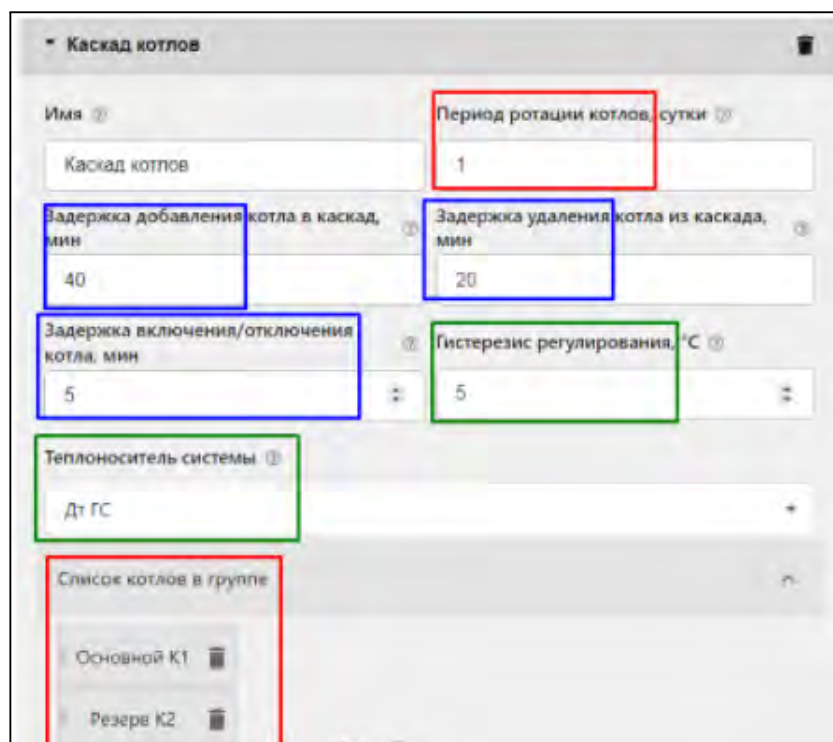 Каскад котлов
Имя
Период ротации котлов, сутки
Каскад котлов
1
Задержка добавления котла в каскад, мин
Задержка удаления котла из каскада, мин
40
20
Задержка включения/отключения котла, мин
Гистерезис регулирования, °С
5
5
Теплоноситель системы
Дт ГС
Список котлов в группе
Основной К1
Резерв К2